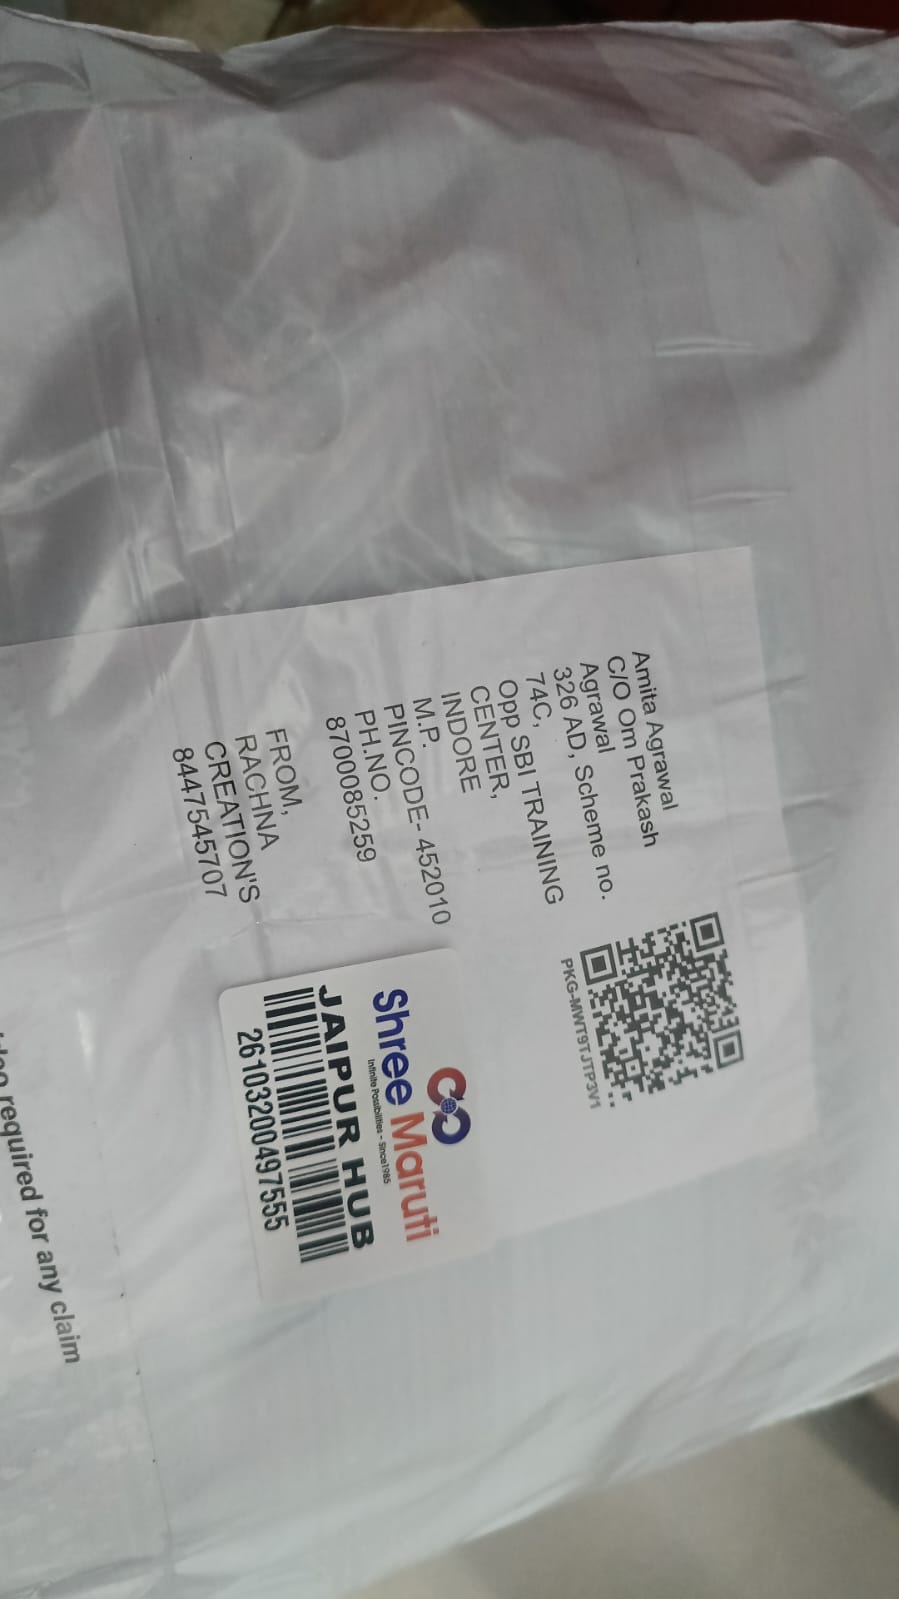 Amita Agrawal
C/O Om Prakash
Agrawal
326 AD, Scheme no.
74C,
Opp SBI TRAINING
CENTER,
INDORE
M.P.
PINCODE- 452010
PH.NO.
8700085259
FROM,
RACHNA
CREATION'S
8447545707
PKG-MWT9TJTP3V1
Shree Maruti
Infinite Possibilities - Since1985
JAIPUR HUB
26103200497555
required for any claim